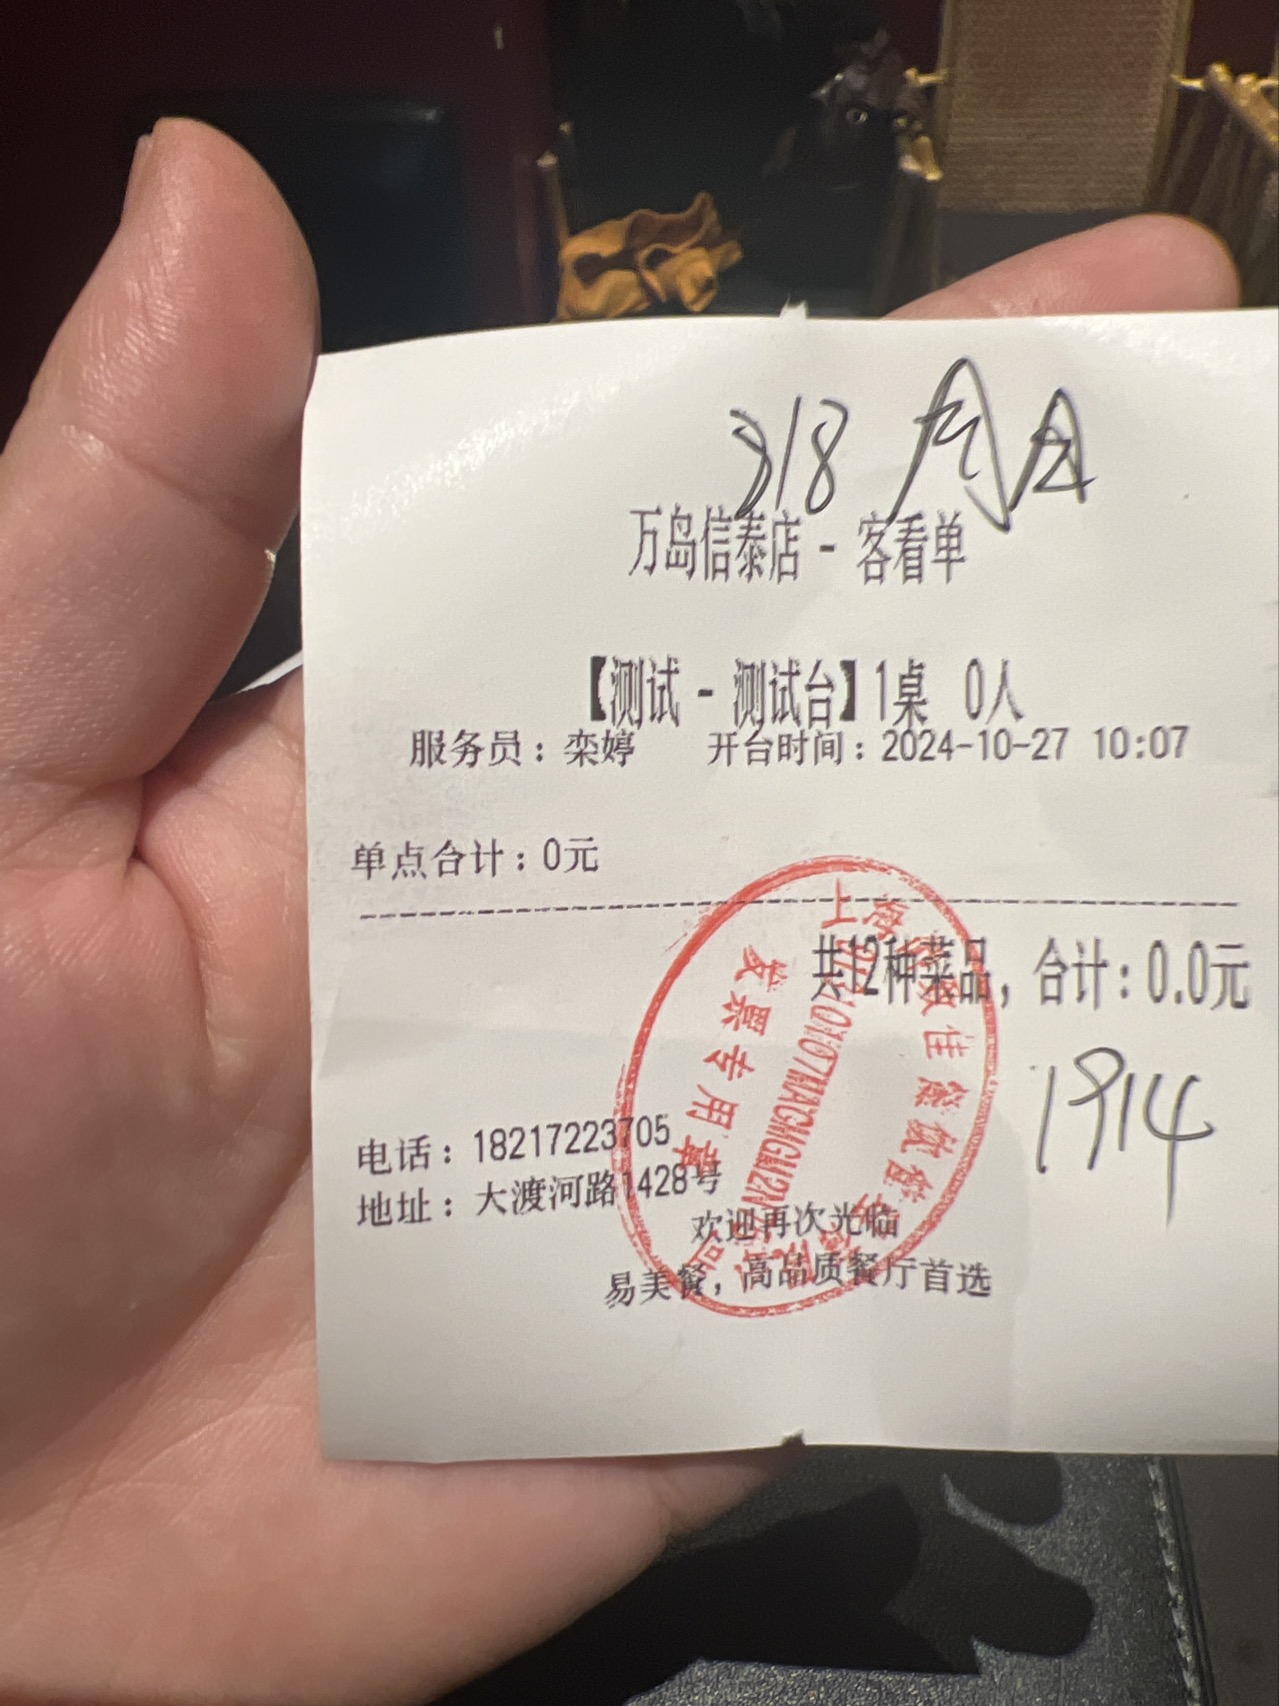 318
万岛信泰店 - 客看单
【测试 - 测试台】1桌 0人
服务员：栾婷 开台时间：2024-10-27 10:07
单点合计：0元
共12种菜品，合计：0.0元
1914
发票专用章
电话：18217223705
地址：大渡河路1428号
欢迎再次光临
易美餐，高品质餐厅首选